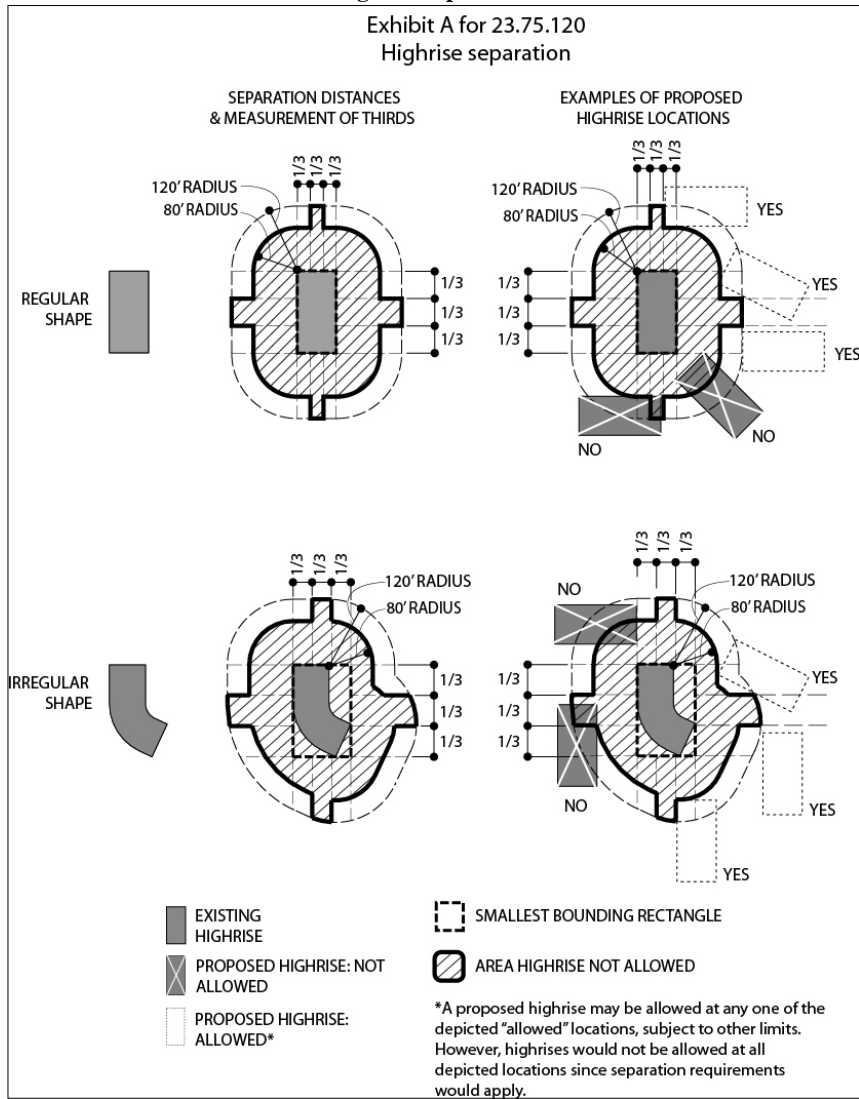 Exhibit A for 23.75.120
Highrise separation
SEPARATION DISTANCES
& MEASUREMENT OF THIRDS
EXAMPLES OF PROPOSED
HIGHRISE LOCATIONS
1/3
1/3
1/3
120' RADIUS
80' RADIUS
1/3
1/3
1/3
REGULAR
SHAPE
1/3
1/3
1/3
120' RADIUS
80' RADIUS
1/3
1/3
1/3
YES
YES
YES
NO
NO
1/3
1/3
1/3
120' RADIUS
80' RADIUS
1/3
1/3
1/3
IRREGULAR
SHAPE
1/3
1/3
1/3
120' RADIUS
80' RADIUS
1/3
1/3
1/3
NO
YES
NO
YES
YES
EXISTING
HIGHRISE
PROPOSED HIGHRISE: NOT
ALLOWED
PROPOSED HIGHRISE:
ALLOWED*
SMALLEST BOUNDING RECTANGLE
AREA HIGHRISE NOT ALLOWED
*A proposed highrise may be allowed at any one of the
depicted "allowed" locations, subject to other limits.
However, highrises would not be allowed at all
depicted locations since separation requirements
would apply.